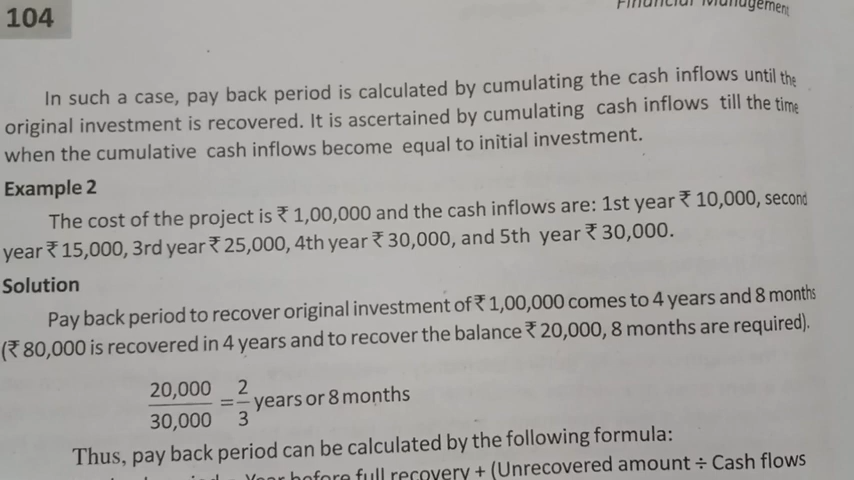 104
Financial Management
In such a case, pay back period is calculated by cumulating the cash inflows until the
original investment is recovered. It is ascertained by cumulating cash inflows till the time
when the cumulative cash inflows become equal to initial investment.
Example 2
The cost of the project is ₹ 1,00,000 and the cash inflows are: 1st year ₹ 10,000, second
year ₹ 15,000, 3rd year ₹ 25,000, 4th year ₹ 30,000, and 5th year ₹ 30,000.
Solution
Pay back period to recover original investment of ₹ 1,00,000 comes to 4 years and 8 months
(₹ 80,000 is recovered in 4 years and to recover the balance ₹ 20,000, 8 months are required).
20,000/30,000 = 2/3 years or 8 months
Thus, pay back period can be calculated by the following formula:
Year before full recovery + (Unrecovered amount ÷ Cash flows